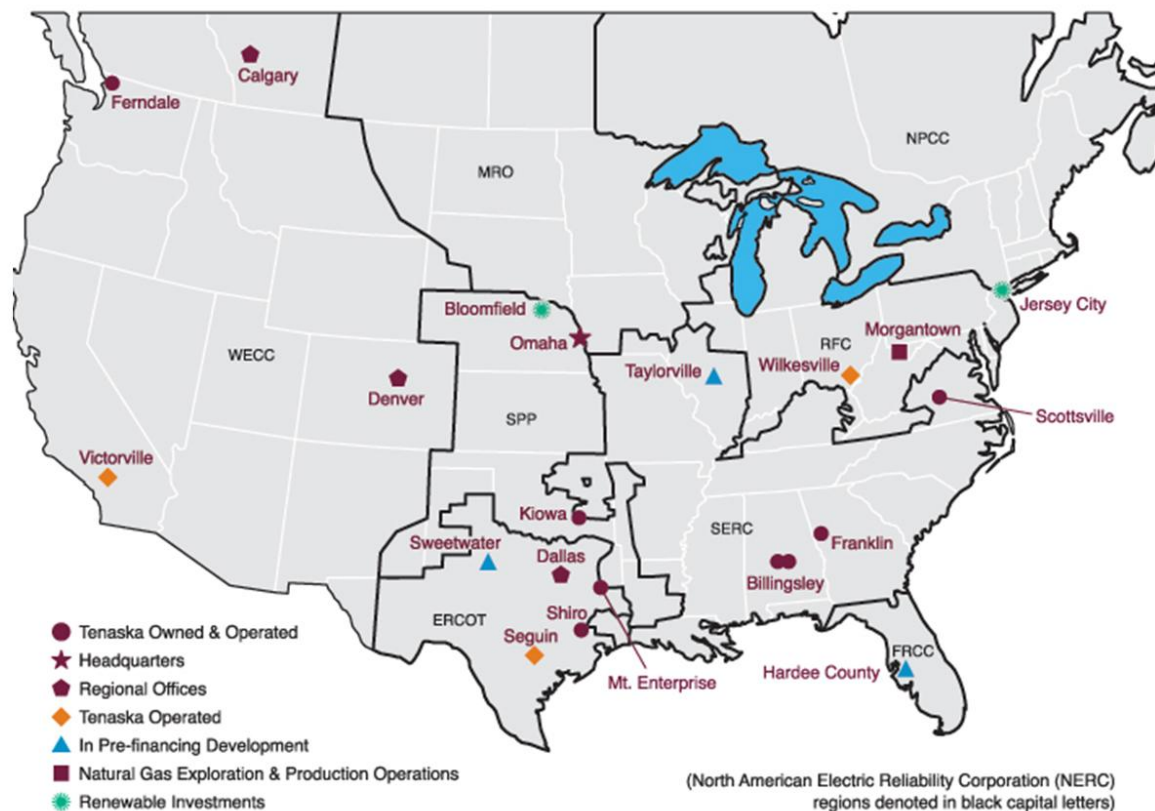 Calgary
Ferndale
NPCC
MRO
Bloomfield
Jersey City
Omaha
Morgantown
RFC
WECC
Taylorville
Wilkesville
Denver
Scottsville
SPP
Victorville
Kiowa
SERC
Sweetwater
Dallas
Franklin
Billingsley
Shiro
ERCOT
Seguin
FRCC
Hardee County
Mt. Enterprise
Tenaska Owned & Operated
Headquarters
Regional Offices
Tenaska Operated
In Pre-financing Development
Natural Gas Exploration & Production Operations
Renewable Investments
(North American Electric Reliability Corporation (NERC)
regions denoted in black capital letters)